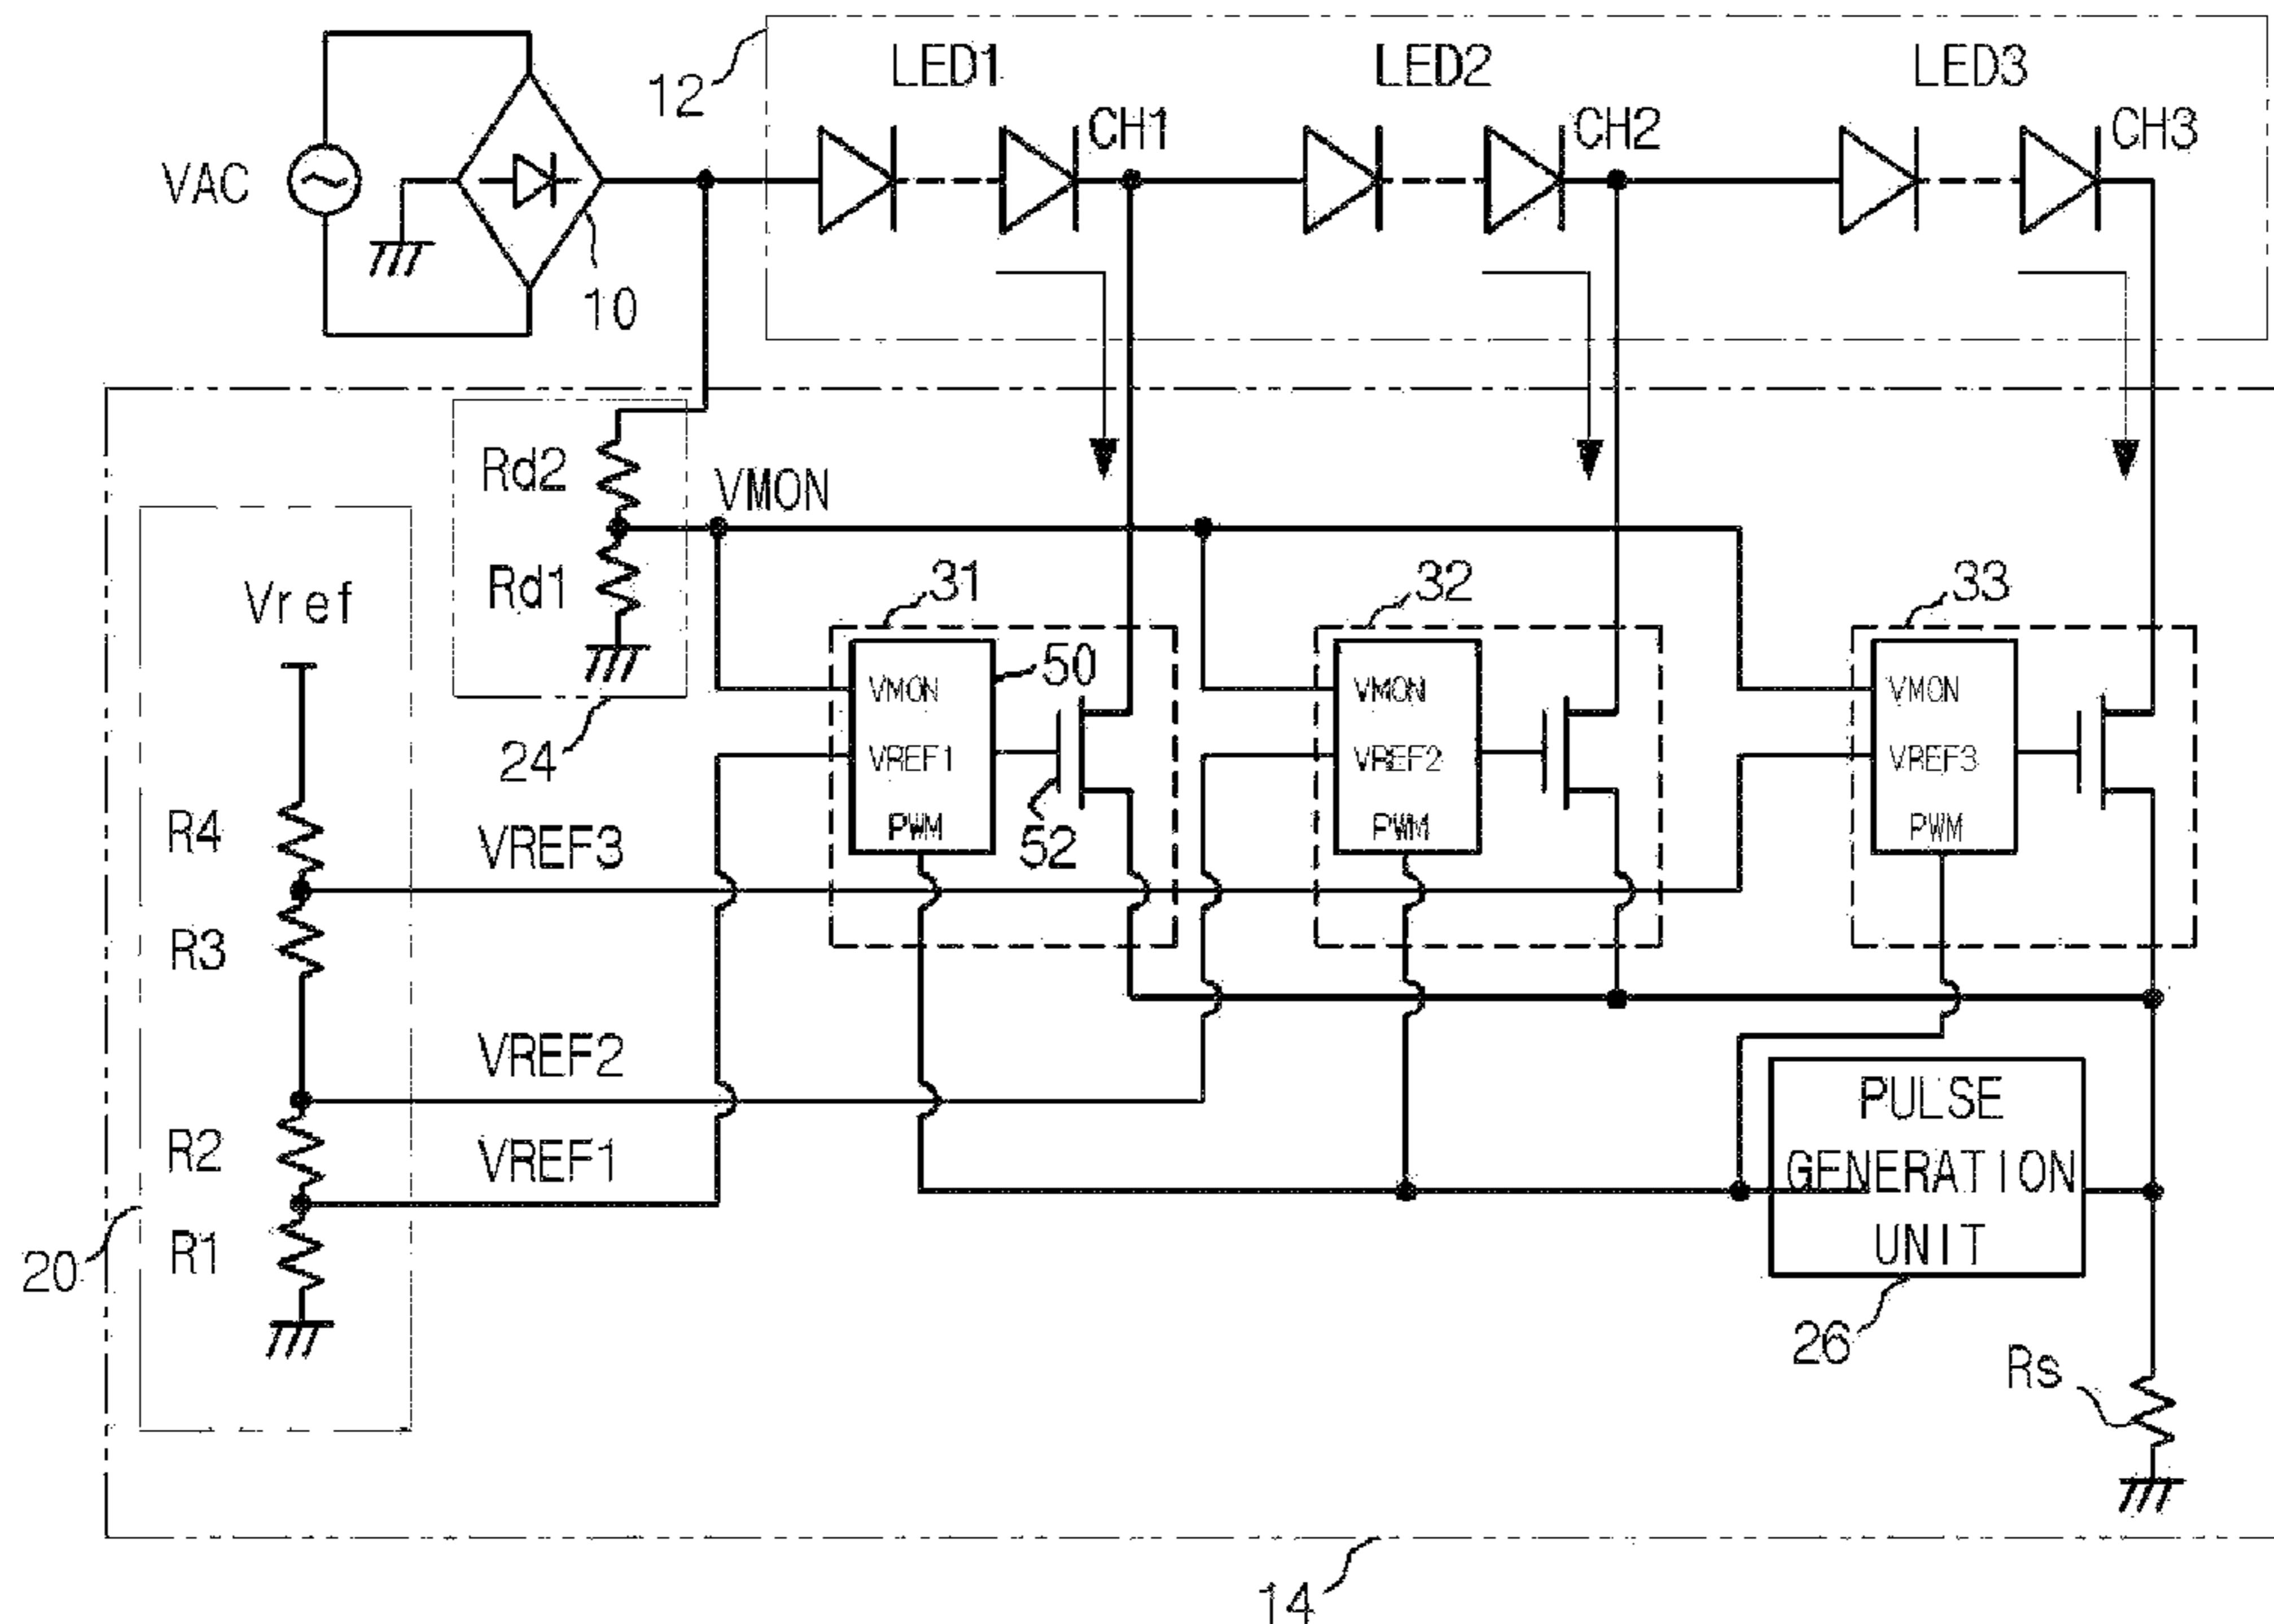 12
LED1
LED2
LED3
CH1
CH2
CH3
VAC
10
Rd2
VMON
Rd1
24
Vref
31
32
33
50
VMON
VREF1
PWM
52
VMON
VREF2
PWM
VMON
VREF3
PWM
R4
VREF3
R3
VREF2
R2
VREF1
R1
20
PULSE
GENERATION
UNIT
26
Rs
14